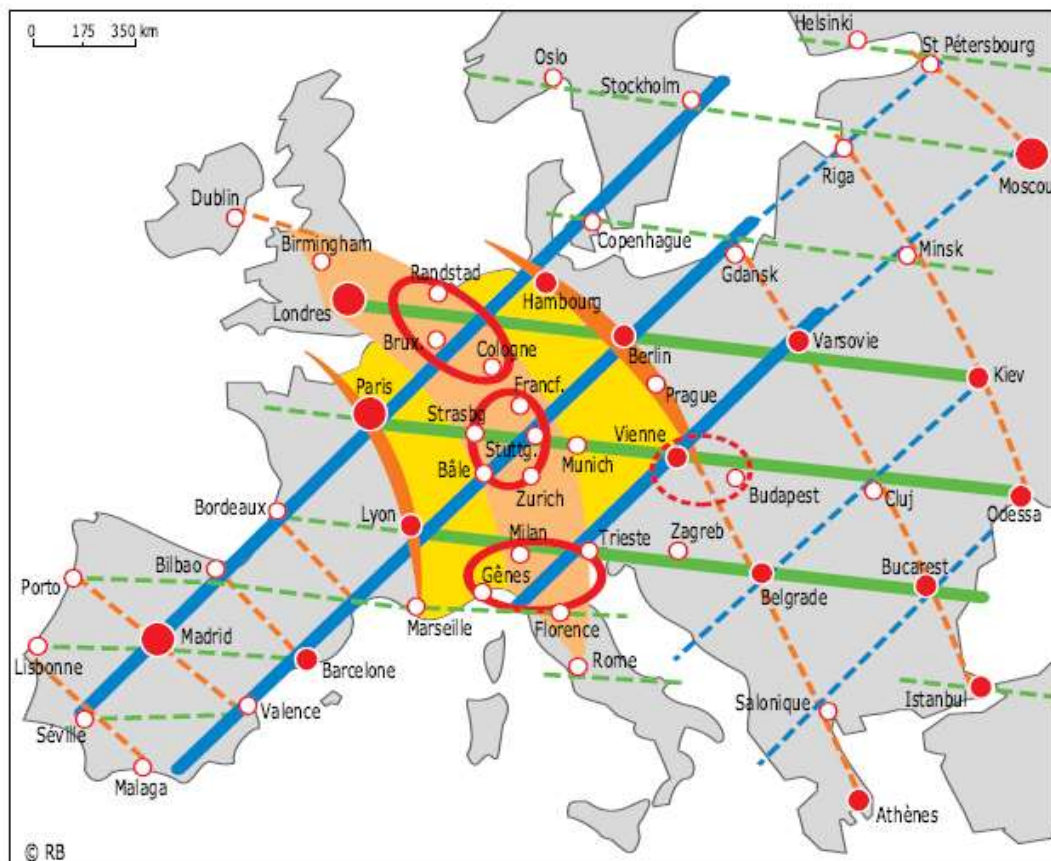 0 175 350 km
Helsinki
St Pétersbourg
Oslo
Stockholm
Riga
Moscou
Dublin
Copenhague
Minsk
Birmingham
Gdansk
Randstad
Hambourg
Londres
Brux.
Cologne
Berlin
Varsovie
Kiev
Paris
Francf.
Prague
Strasbg
Stuttg.
Vienne
Munich
Bâle
Zurich
Budapest
Cluj
Odessa
Bordeaux
Lyon
Milan
Trieste
Zagreb
Bilbao
Gênes
Bucarest
Porto
Belgrade
Marseille
Florence
Madrid
Lisbonne
Barcelone
Rome
Istanbul
Séville
Valence
Salonique
Malaga
Athènes
© RB